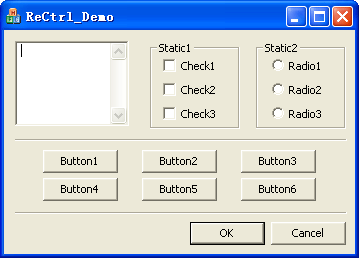 ReCtrl_Demo
Static1
Check1
Check2
Check3
Static2
Radio1
Radio2
Radio3
Button1 Button2 Button3
Button4 Button5 Button6
OK Cancel